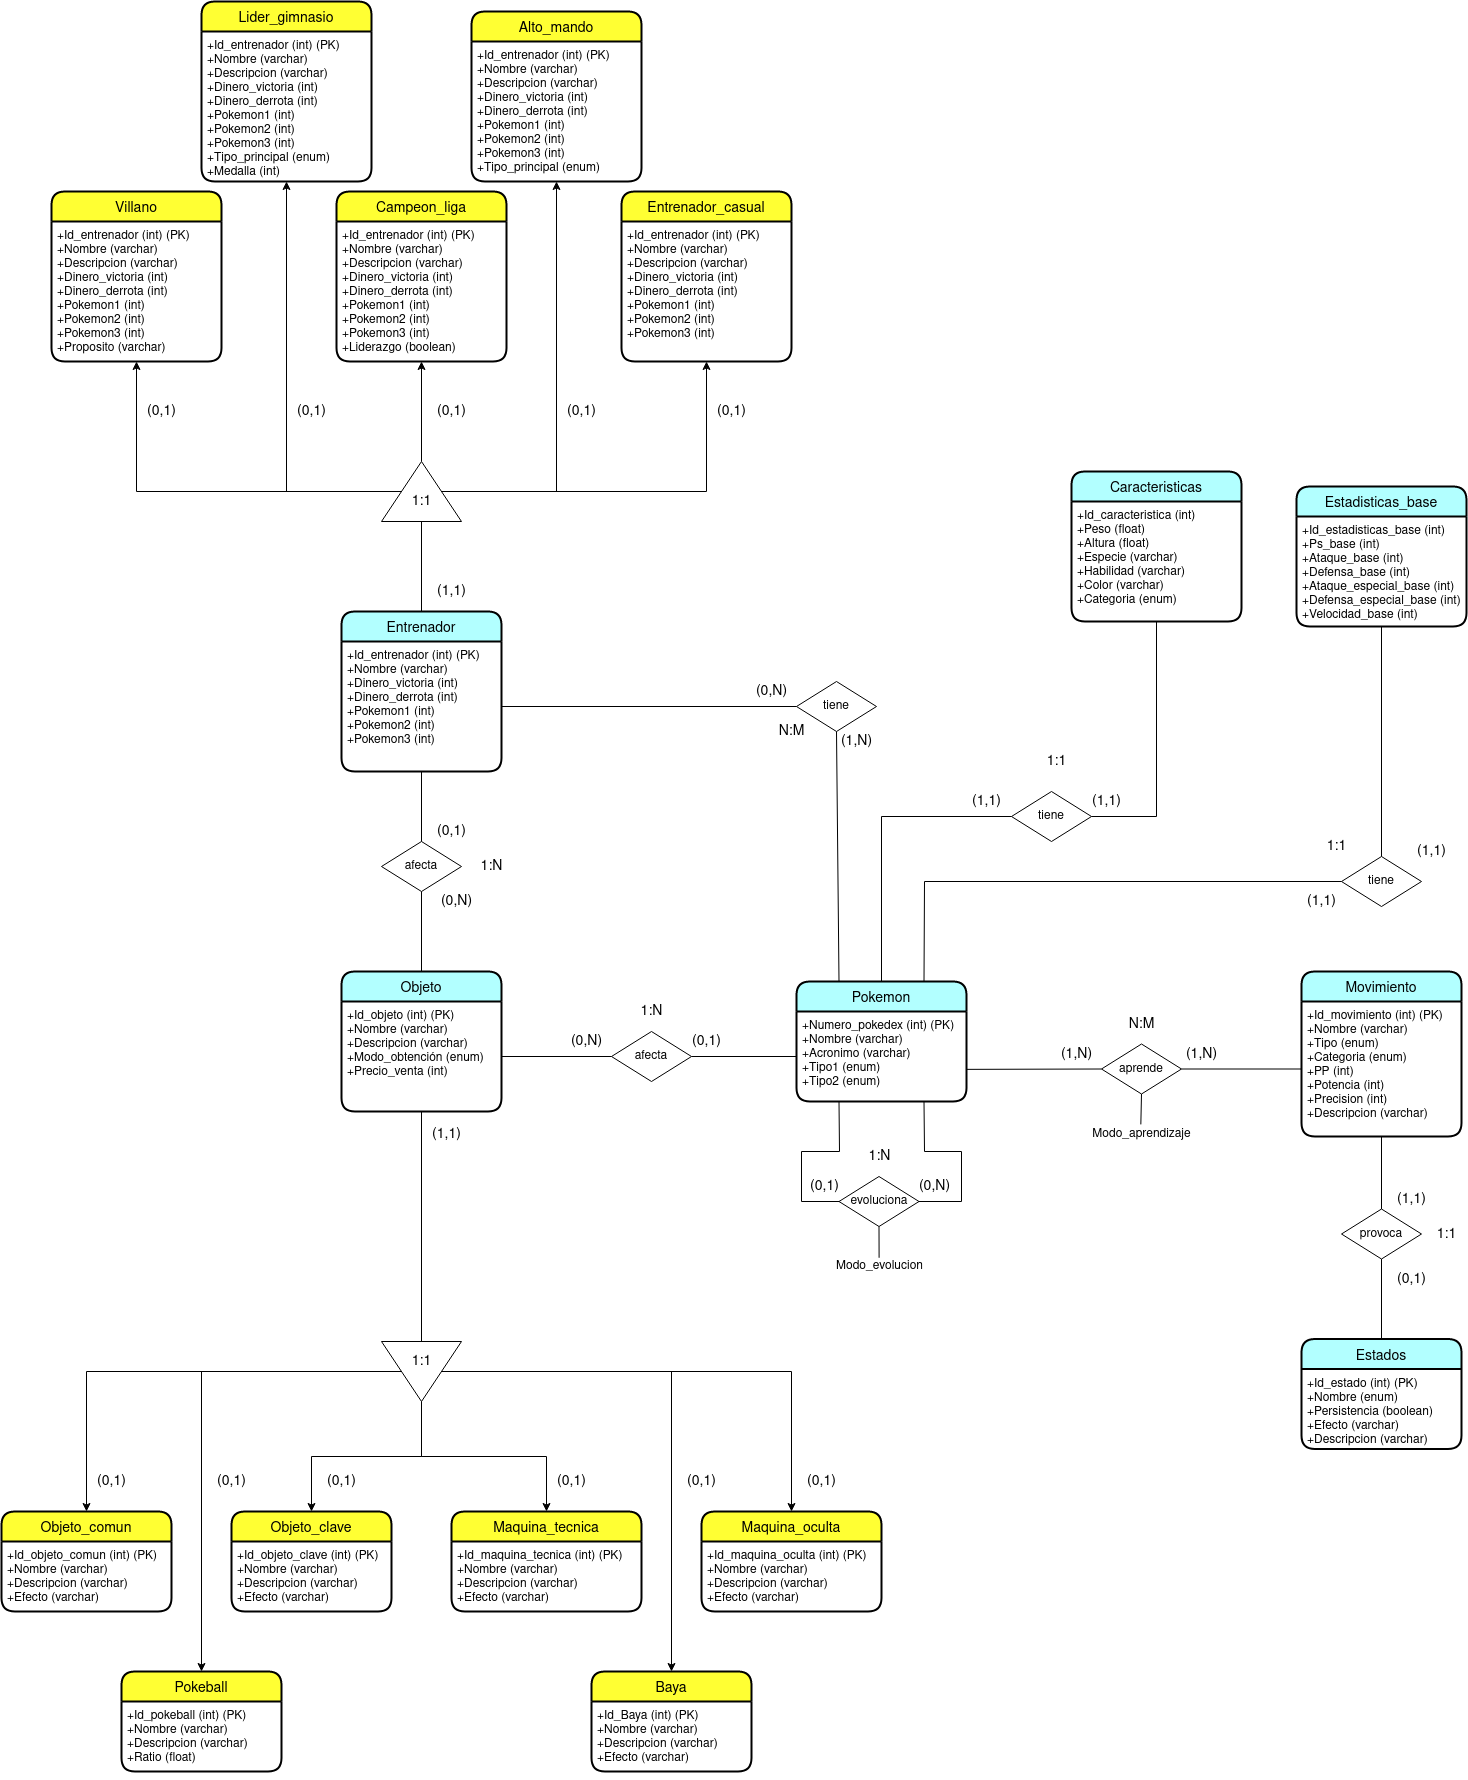 Lider_gimnasio
+Id_entrenador (int) (PK)
+Nombre (varchar)
+Descripcion (varchar)
+Dinero_victoria (int)
+Dinero_derrota (int)
+Pokemon1 (int)
+Pokemon2 (int)
+Pokemon3 (int)
+Tipo_principal (enum)
+Medalla (int)
Alto_mando
+Id_entrenador (int) (PK)
+Nombre (varchar)
+Descripcion (varchar)
+Dinero_victoria (int)
+Dinero_derrota (int)
+Pokemon1 (int)
+Pokemon2 (int)
+Pokemon3 (int)
+Tipo_principal (enum)
Villano
+Id_entrenador (int) (PK)
+Nombre (varchar)
+Descripcion (varchar)
+Dinero_victoria (int)
+Dinero_derrota (int)
+Pokemon1 (int)
+Pokemon2 (int)
+Pokemon3 (int)
+Proposito (varchar)
Campeon_liga
+Id_entrenador (int) (PK)
+Nombre (varchar)
+Descripcion (varchar)
+Dinero_victoria (int)
+Dinero_derrota (int)
+Pokemon1 (int)
+Pokemon2 (int)
+Pokemon3 (int)
+Liderazgo (boolean)
Entrenador_casual
+Id_entrenador (int) (PK)
+Nombre (varchar)
+Descripcion (varchar)
+Dinero_victoria (int)
+Dinero_derrota (int)
+Pokemon1 (int)
+Pokemon2 (int)
+Pokemon3 (int)
(0,1)
(0,1)
(0,1)
(0,1)
(0,1)
1:1
(1,1)
Caracteristicas
+Id_caracteristica (int)
+Peso (float)
+Altura (float)
+Especie (varchar)
+Habilidad (varchar)
+Color (varchar)
+Categoria (enum)
Estadisticas_base
+Id_estadisticas_base (int)
+Ps_base (int)
+Ataque_base (int)
+Defensa_base (int)
+Ataque_especial_base (int)
+Defensa_especial_base (int)
+Velocidad_base (int)
Entrenador
+Id_entrenador (int) (PK)
+Nombre (varchar)
+Dinero_victoria (int)
+Dinero_derrota (int)
+Pokemon1 (int)
+Pokemon2 (int)
+Pokemon3 (int)
(0,N)
tiene
N:M
(1,N)
1:1
(1,1)
tiene
(1,1)
1:1
(1,1)
tiene
(1,1)
(0,1)
afecta
1:N
(0,N)
Objeto
+Id_objeto (int) (PK)
+Nombre (varchar)
+Descripcion (varchar)
+Modo_obtención (enum)
+Precio_venta (int)
1:N
(0,N)
afecta
(0,1)
Pokemon
+Numero_pokedex (int) (PK)
+Nombre (varchar)
+Acronimo (varchar)
+Tipo1 (enum)
+Tipo2 (enum)
N:M
(1,N)
aprende
(1,N)
Modo_aprendizaje
Movimiento
+Id_movimiento (int) (PK)
+Nombre (varchar)
+Tipo (enum)
+Categoria (enum)
+PP (int)
+Potencia (int)
+Precision (int)
+Descripcion (varchar)
(1,1)
1:N
(0,1)
evoluciona
(0,N)
Modo_evolucion
(1,1)
provoca
1:1
(0,1)
Estados
+Id_estado (int) (PK)
+Nombre (enum)
+Persistencia (boolean)
+Efecto (varchar)
+Descripcion (varchar)
1:1
(0,1)
(0,1)
(0,1)
(0,1)
(0,1)
(0,1)
Objeto_comun
+Id_objeto_comun (int) (PK)
+Nombre (varchar)
+Descripcion (varchar)
+Efecto (varchar)
Objeto_clave
+Id_objeto_clave (int) (PK)
+Nombre (varchar)
+Descripcion (varchar)
+Efecto (varchar)
Maquina_tecnica
+Id_maquina_tecnica (int) (PK)
+Nombre (varchar)
+Descripcion (varchar)
+Efecto (varchar)
Maquina_oculta
+Id_maquina_oculta (int) (PK)
+Nombre (varchar)
+Descripcion (varchar)
+Efecto (varchar)
Pokeball
+Id_pokeball (int) (PK)
+Nombre (varchar)
+Descripcion (varchar)
+Ratio (float)
Baya
+Id_Baya (int) (PK)
+Nombre (varchar)
+Descripcion (varchar)
+Efecto (varchar)